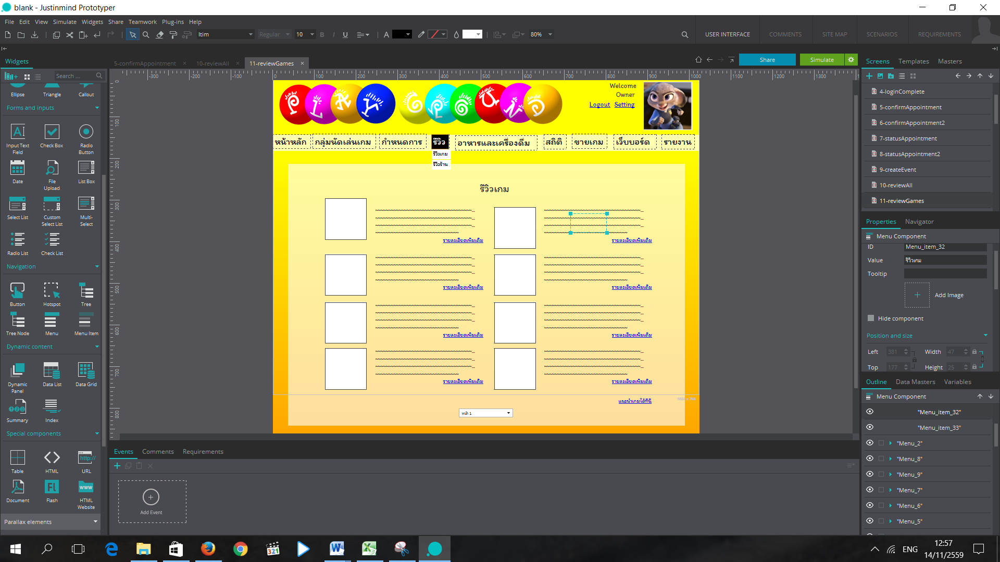 blank - Justinmind Prototyper
File Edit View Simulate Widgets Share Teamwork Plug-ins Help
Itim Regular 10 B I U A 80% USER INTERFACE COMMENTS SITE MAP SCENARIOS REQUIREMENTS
Widgets
Search ...
Ellipse Triangle Callout
Forms and inputs
Input Text Field Check Box Radio Button
Date File Upload List Box
Select List Custom Select List Multi-Select
Radio List Check List
Navigation
Button Hotspot Tree
Tree Node Menu Menu Item
Dynamic content
Dynamic Panel Data List Data Grid
Summary Index
Special components
Table HTML URL
Document Flash HTML Website
Parallax elements
5-confirmAppointment 10-reviewAll 11-reviewGames
Share Simulate
-300 -200 -100 0 100 200 300 400 500 600 700 800 900 1000 1100 1200 1300
0
100
200
300
400
500
600
700
800
Welcome
Owner
Logout Setting
หน้าหลัก กลุ่มนัดเล่นเกม กำหนดการ รีวิว อาหารและเครื่องดื่ม สถิติ ขายเกม เว็บบอร์ด รายงาน
รีวิวเกม
รีวิวร้าน
รีวิวเกม
รายละเอียดเพิ่มเติม รายละเอียดเพิ่มเติม
รายละเอียดเพิ่มเติม รายละเอียดเพิ่มเติม
รายละเอียดเพิ่มเติม รายละเอียดเพิ่มเติม
รายละเอียดเพิ่มเติม รายละเอียดเพิ่มเติม
แนะนำเกมได้ที่นี่
หน้า 1
Events Comments Requirements
Add Event
Screens Templates Masters
4-loginComplete
5-confirmAppointment
6-confirmAppointment2
7-statusAppointment
8-statusAppointment2
9-createEvent
10-reviewAll
11-reviewGames
Properties Navigator
Menu Component
ID Menu_item_32
Value รีวิวเกม
Tooltip
Add Image
Hide component
Position and size
Left 381 Width 47
Top 177 Height 25
Outline Data Masters Variables
Menu Component
"Menu_item_32"
"Menu_item_33"
"Menu_2"
"Menu_8"
"Menu_9"
"Menu_7"
"Menu_6"
"Menu_5"
ENG 12:57
14/11/2559